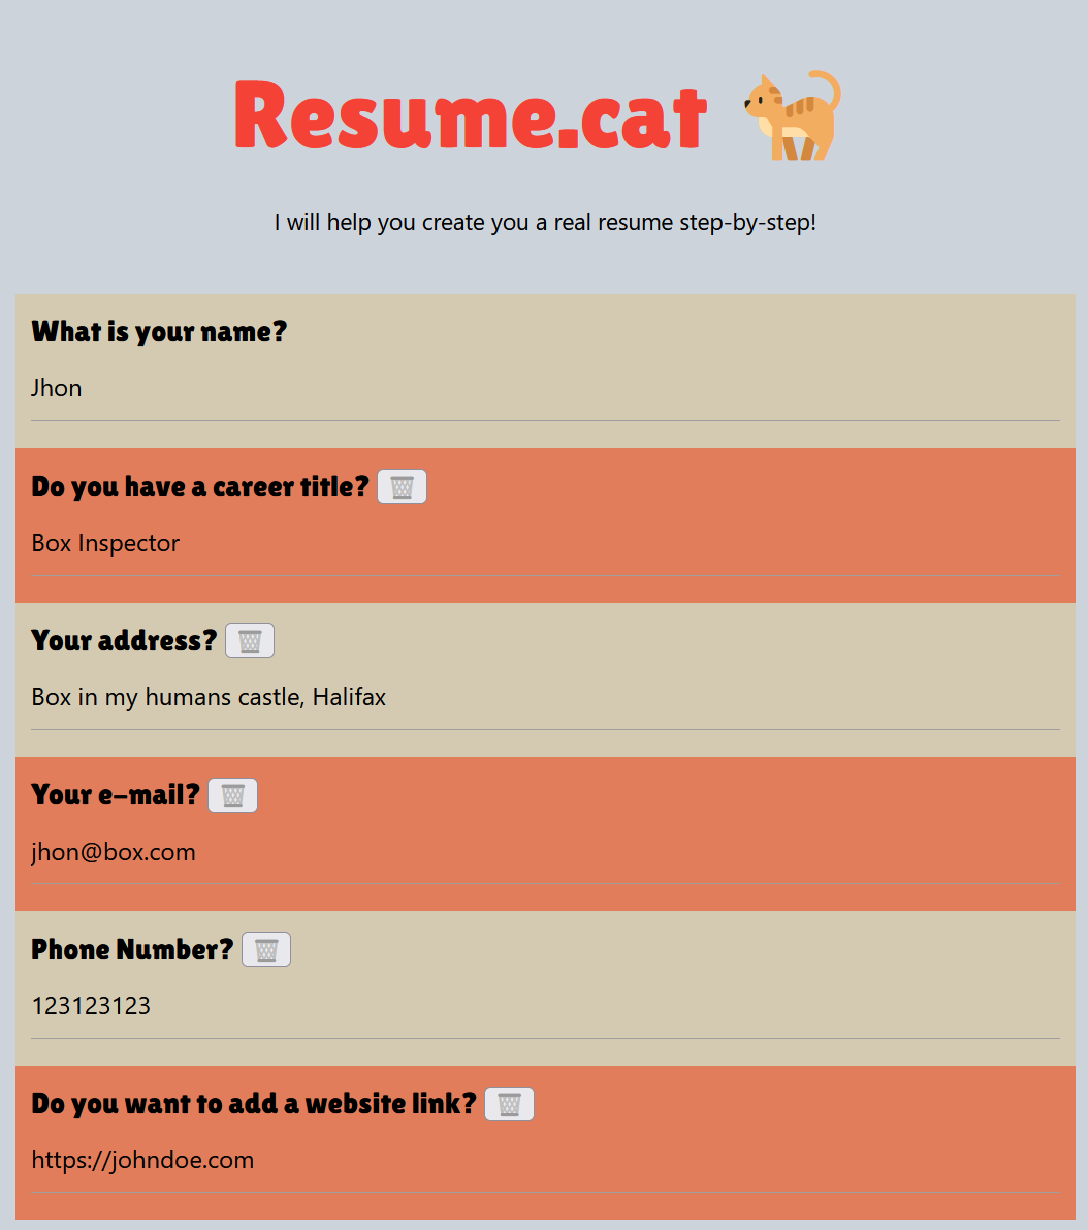 Resume.cat
I will help you create you a real resume step-by-step!
What is your name?
Jhon
Do you have a career title?
Box Inspector
Your address?
Box in my humans castle, Halifax
Your e-mail?
jhon@box.com
Phone Number?
123123123
Do you want to add a website link?
https://johndoe.com